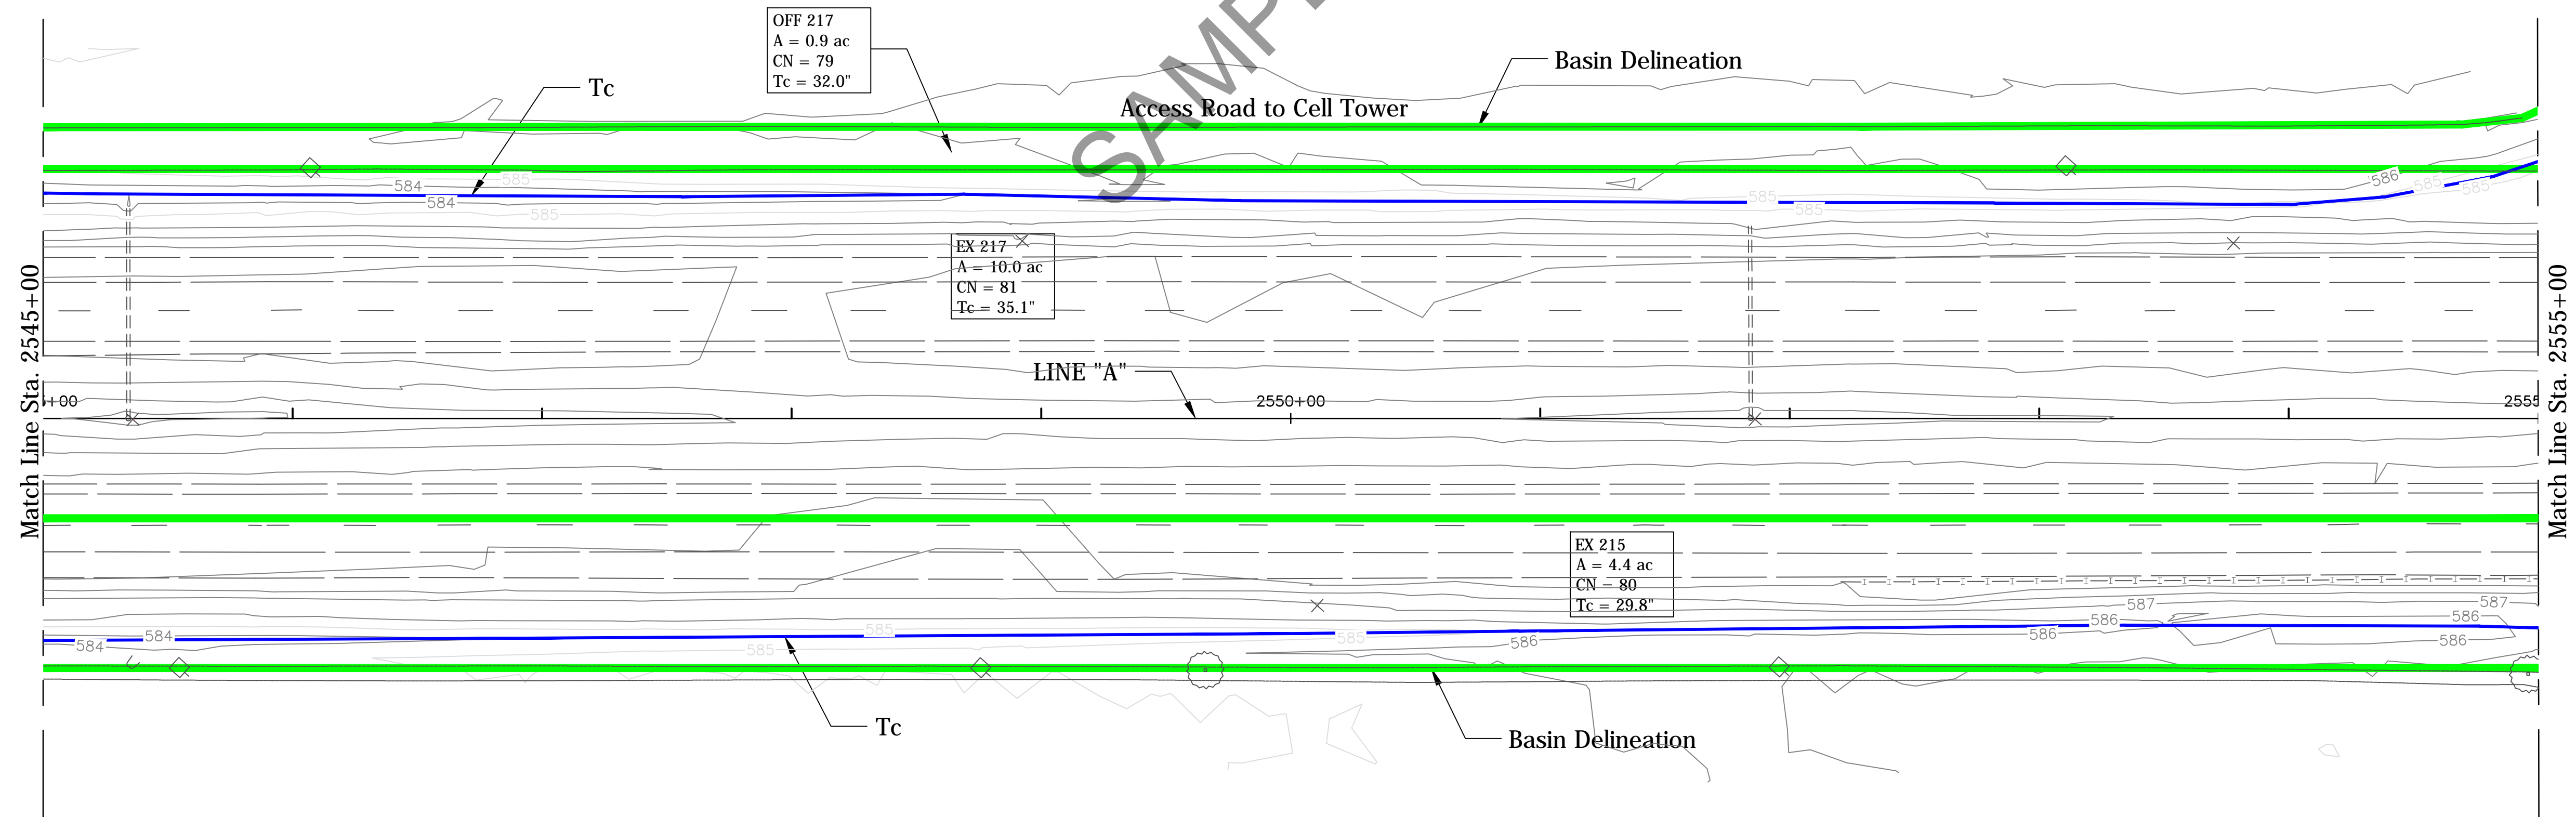 OFF 217
A = 0.9 ac
CN = 79
Tc = 32.0"
SAMP
Basin Delineation
Tc
Access Road to Cell Tower
584
585
586
585
585
584
585
585
585
EX 217
A = 10.0 ac
CN = 81
Tc = 35.1"
Match Line Sta. 2545+00
Match Line Sta. 2555+00
LINE "A"
+00
2550+00
2555
EX 215
A = 4.4 ac
CN = 80
Tc = 29.8"
587
587
584
584
585
585
585
586
586
586
586
586
Tc
Basin Delineation